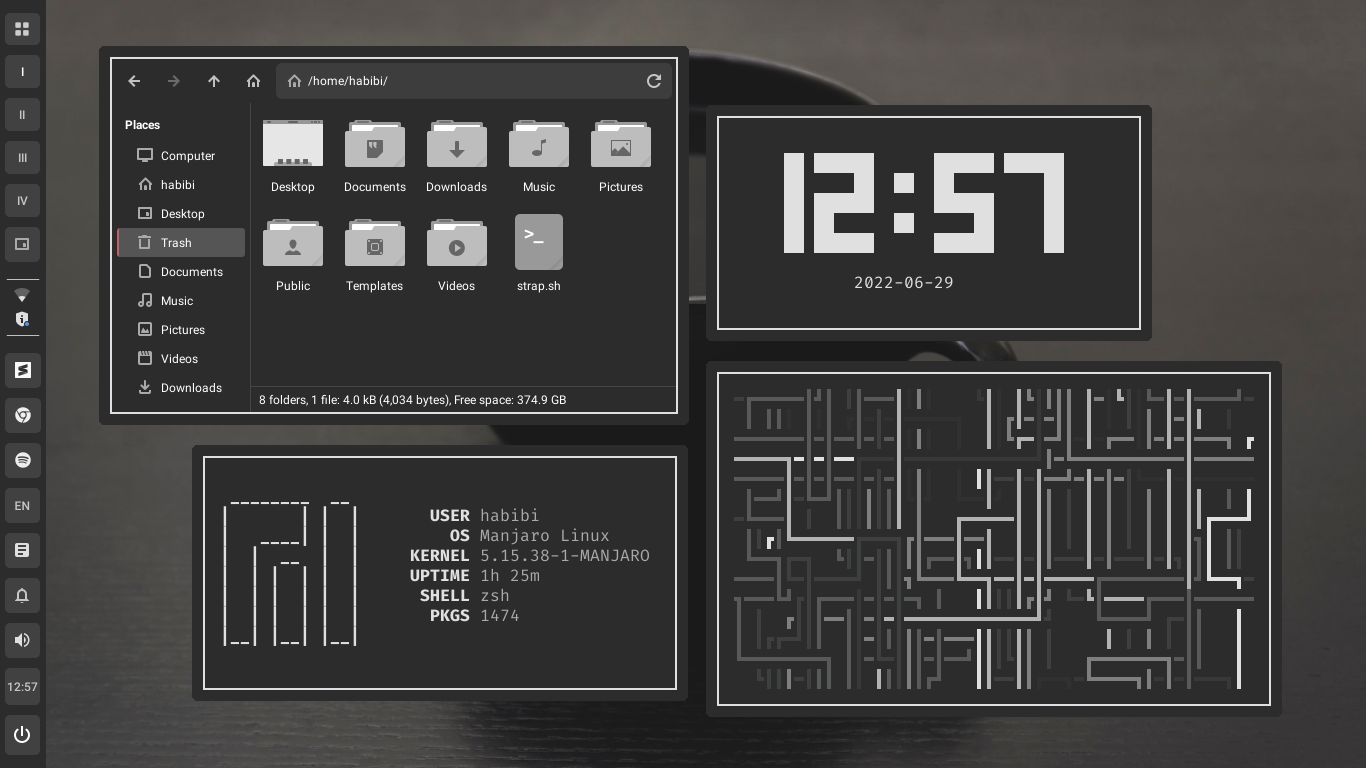 I
II
III
IV
EN
12:57
/home/habibi/
Places
Computer
habibi
Desktop
Trash
Documents
Music
Pictures
Videos
Downloads
Desktop
Documents
Downloads
Music
Pictures
>_
Public
Templates
Videos
strap.sh
8 folders, 1 file: 4.0 kB (4,034 bytes), Free space: 374.9 GB
12:57
2022-06-29
USER habibi
OS Manjaro Linux
KERNEL 5.15.38-1-MANJARO
UPTIME 1h 25m
SHELL zsh
PKGS 1474